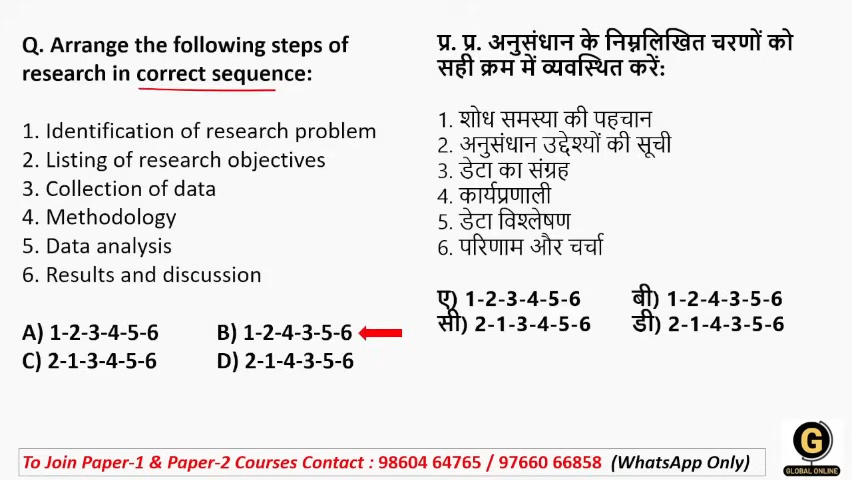 Q. Arrange the following steps of
research in correct sequence:
1. Identification of research problem
2. Listing of research objectives
3. Collection of data
4. Methodology
5. Data analysis
6. Results and discussion
A) 1-2-3-4-5-6 B) 1-2-4-3-5-6
C) 2-1-3-4-5-6 D) 2-1-4-3-5-6
प्र. प्र. अनुसंधान के निम्नलिखित चरणों को
सही क्रम में व्यवस्थित करें:
1. शोध समस्या की पहचान
2. अनुसंधान उद्देश्यों की सूची
3. डेटा का संग्रह
4. कार्यप्रणाली
5. डेटा विश्लेषण
6. परिणाम और चर्चा
ए) 1-2-3-4-5-6 बी) 1-2-4-3-5-6
सी) 2-1-3-4-5-6 डी) 2-1-4-3-5-6
To Join Paper-1 & Paper-2 Courses Contact : 98604 64765 / 97660 66858 (WhatsApp Only)
G
GLOBAL ONLINE